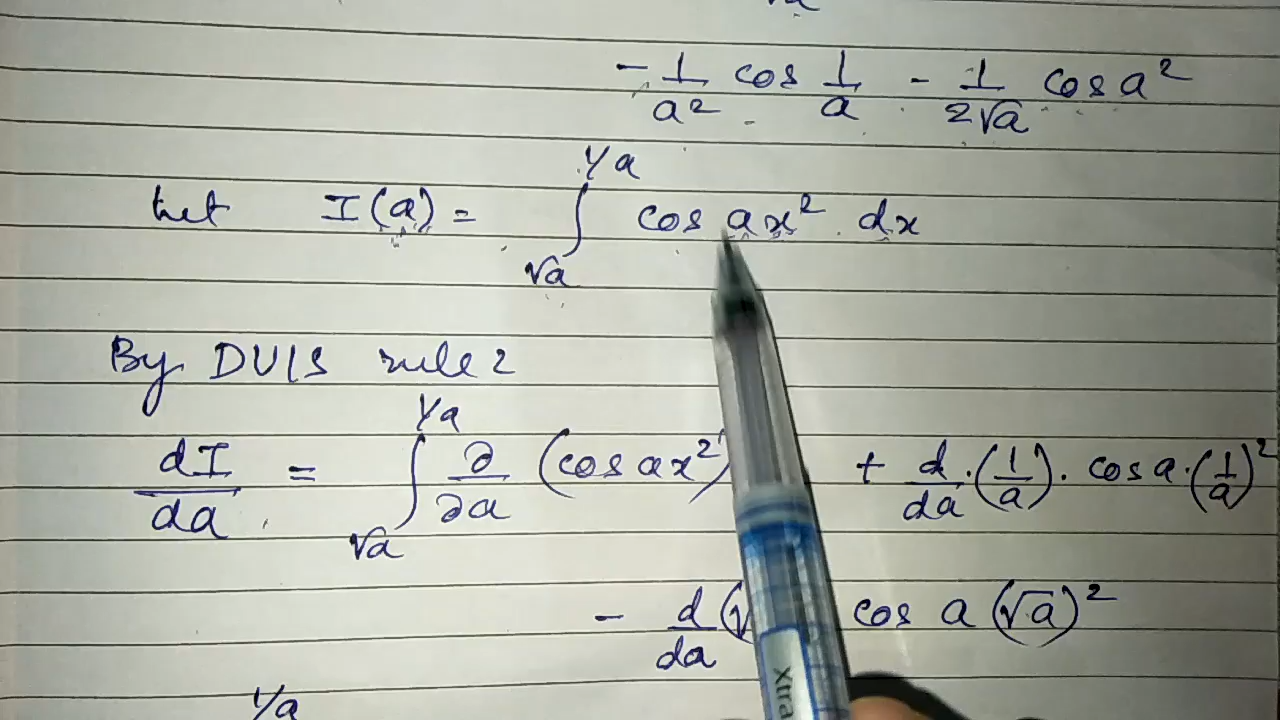 √a
- 1/a² cos 1/a - 1/2√a cos a²
Let I(a) = ∫_{√a}^{1/a} cos ax² dx
By DUIS rule 2
dI/da = ∫_{√a}^{1/a} ∂/∂a (cos ax²) + d/da · (1/a) · cos a · (1/a)²
- d/da (√ cos a (√a)²
1/a
Xtra